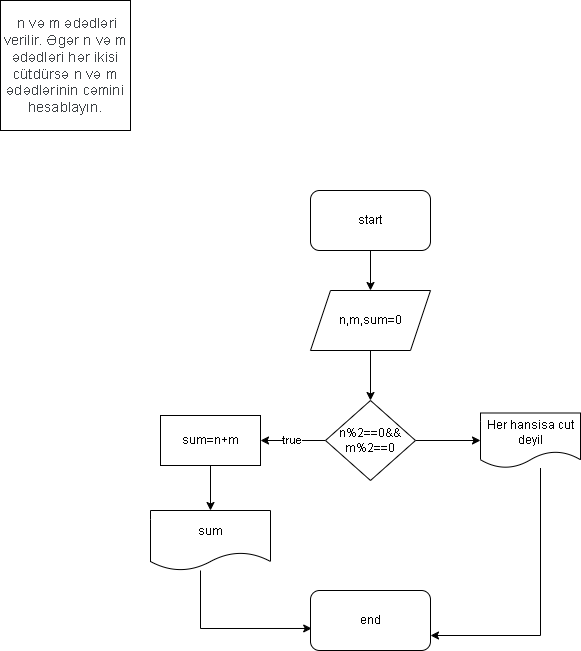 n və m ədədləri
verilir. Əgər n və m
ədədləri hər ikisi
cütdürsə n və m
ədədlərinin cəmini
hesablayın.
start
n,m,sum=0
n%2==0&&
m%2==0
true
sum=n+m
Her hansisa cut
deyil
sum
end